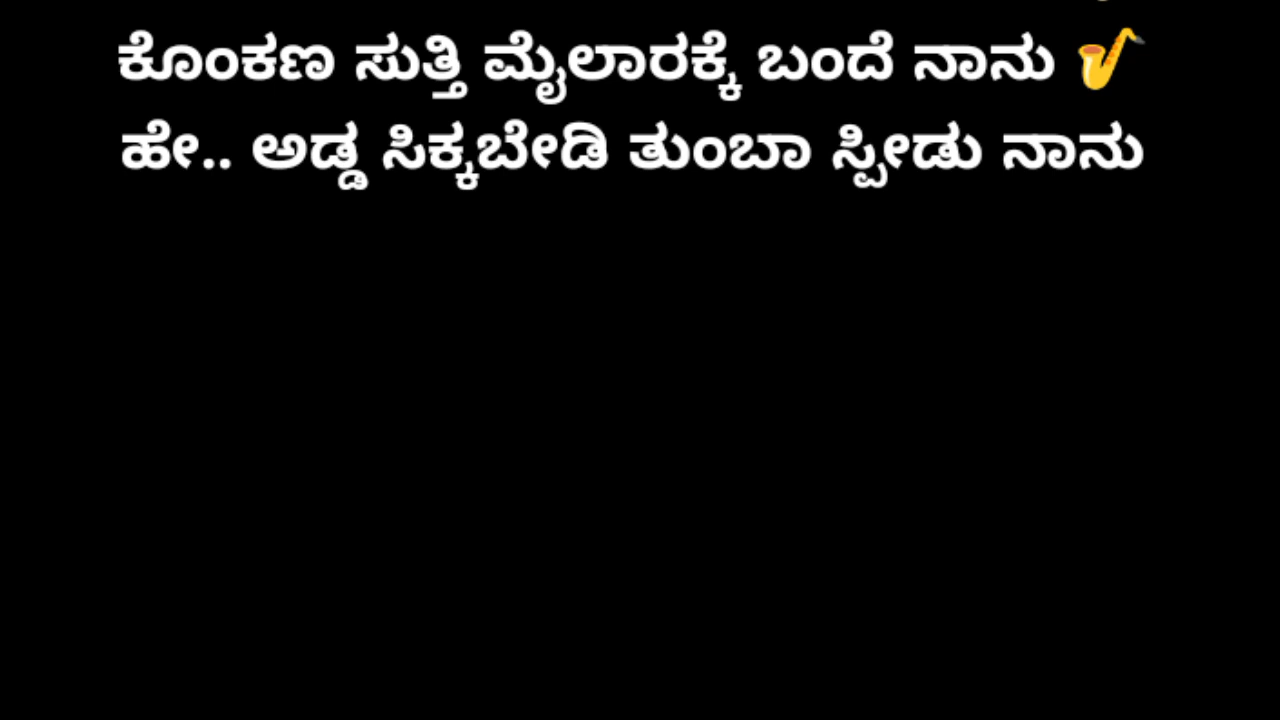 ಕೊಂಕಣ ಸುತ್ತಿ ಮೈಲಾರಕ್ಕೆ ಬಂದೆ ನಾನು 🎷
ಹೇ.. ಅಡ್ಡ ಸಿಕ್ಕಬೇಡಿ ತುಂಬಾ ಸ್ಪೀಡು ನಾನು